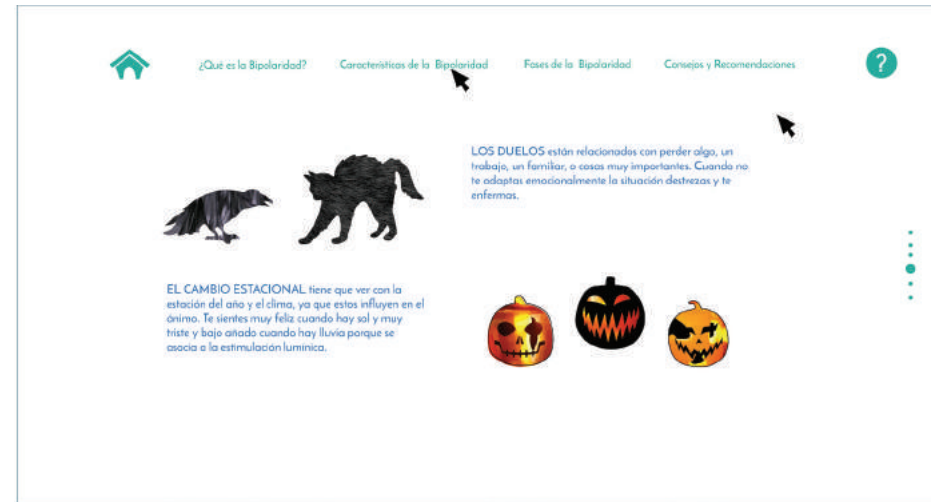 ¿Qué es la Bipolaridad?
Características de la Bipolaridad
Fases de la Bipolaridad
Consejos y Recomendaciones
?
LOS DUELOS están relacionados con perder algo, un
trabajo, un familiar, o cosas muy importantes. Cuando no
te adaptas emocionalmente la situación destrezas y te
enfermas.
EL CAMBIO ESTACIONAL tiene que ver con la
estación del año y el clima, ya que estos influyen en el
ánimo. Te sientes muy feliz cuando hay sol y muy
triste y bajo añado cuando hay lluvia porque se
asocia a la estimulación lumínica.